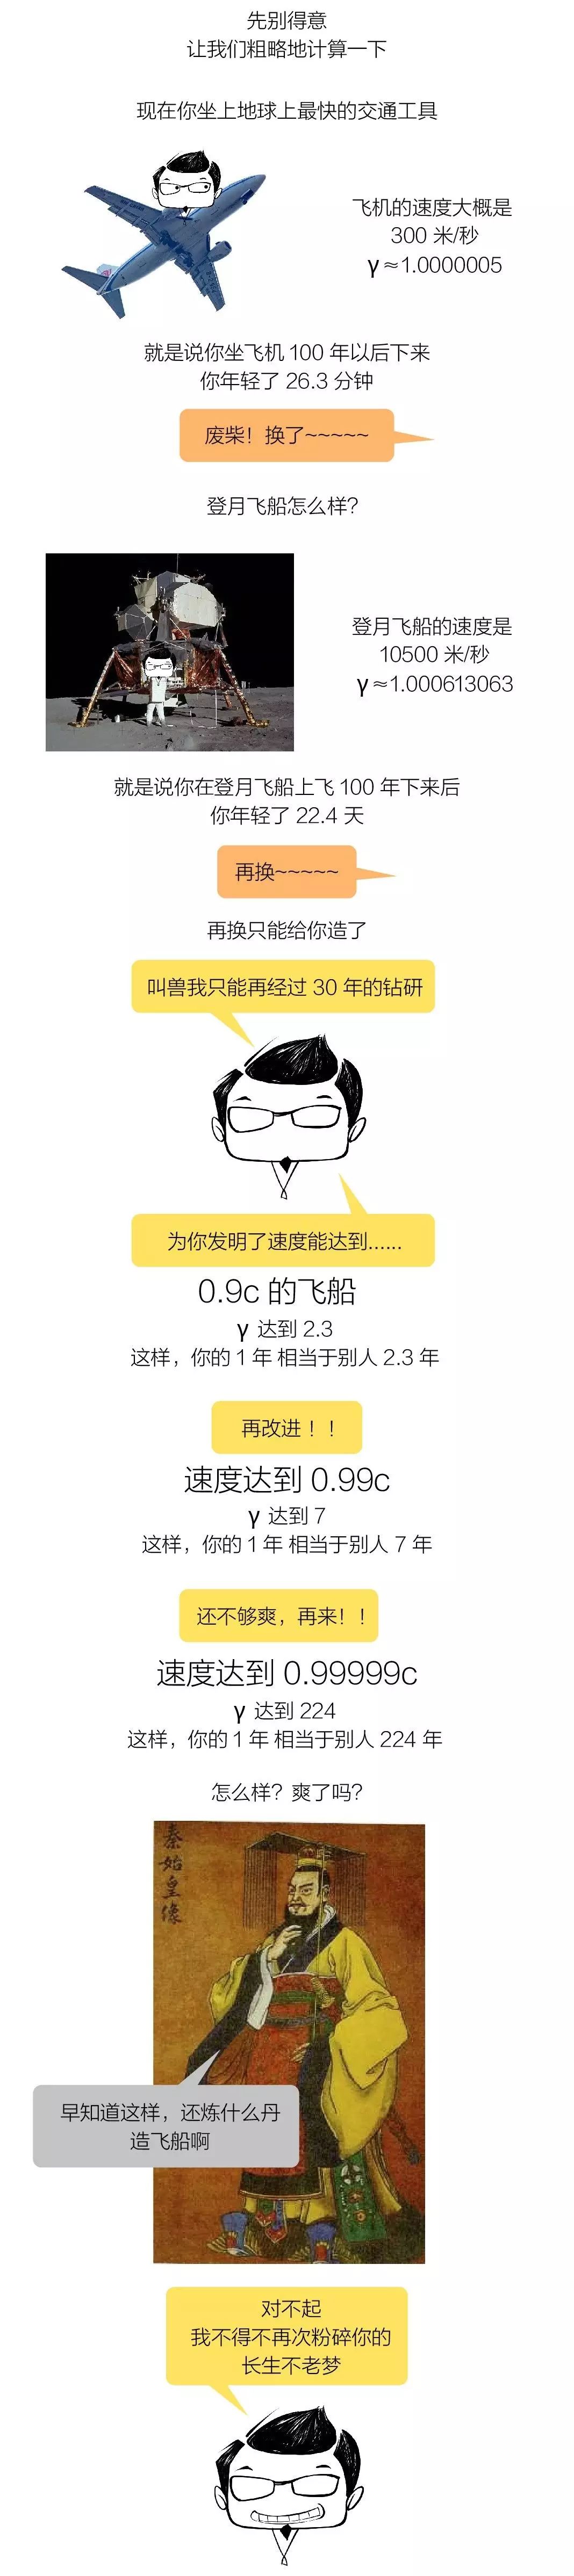 先别得意
让我们粗略地计算一下
现在你坐上地球上最快的交通工具
飞机的速度大概是
300 米/秒
γ≈1.0000005
就是说你坐飞机 100 年以后下来
你年轻了 26.3 分钟
废柴！换了~~~~~
登月飞船怎么样？
登月飞船的速度是
10500 米/秒
γ≈1.000613063
就是说你在登月飞船上飞 100 年下来后
你年轻了 22.4 天
再换~~~~~
再换只能给你造了
叫兽我只能再经过 30 年的钻研
为你发明了速度能达到......
0.9c 的飞船
γ 达到 2.3
这样，你的 1 年 相当于别人 2.3 年
再改进！！
速度达到 0.99c
γ 达到 7
这样，你的 1 年 相当于别人 7 年
还不够爽，再来！！
速度达到 0.99999c
γ 达到 224
这样，你的 1 年 相当于别人 224 年
怎么样？爽了吗？
秦始皇像
早知道这样，还炼什么丹
造飞船啊
对不起
我不得不再次粉碎你的
长生不老梦